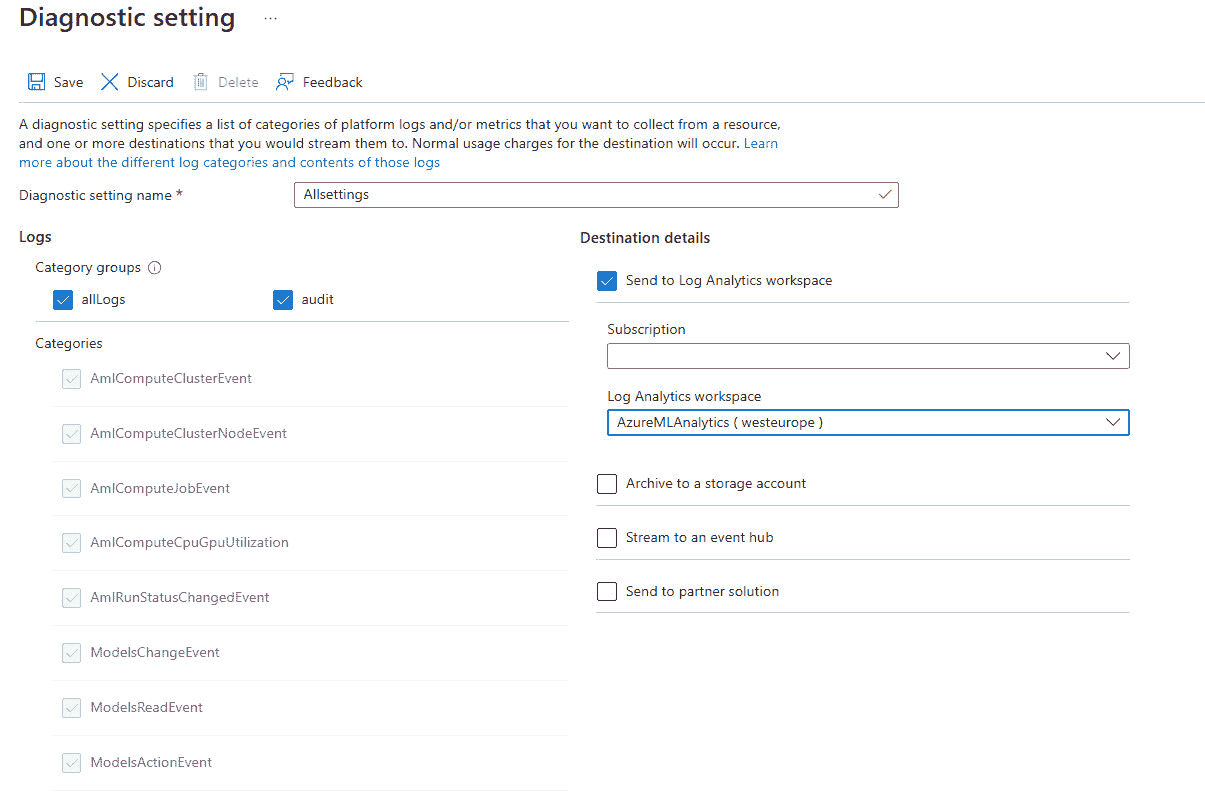 Diagnostic setting ...
Save Discard Delete Feedback
A diagnostic setting specifies a list of categories of platform logs and/or metrics that you want to collect from a resource,
and one or more destinations that you would stream them to. Normal usage charges for the destination will occur. Learn
more about the different log categories and contents of those logs
Diagnostic setting name *
Allsettings
Logs
Category groups
allLogs
audit
Categories
AmlComputeClusterEvent
AmlComputeClusterNodeEvent
AmlComputeJobEvent
AmlComputeCpuGpuUtilization
AmlRunStatusChangedEvent
ModelsChangeEvent
ModelsReadEvent
ModelsActionEvent
Destination details
Send to Log Analytics workspace
Subscription
Log Analytics workspace
AzureMLAnalytics ( westeurope )
Archive to a storage account
Stream to an event hub
Send to partner solution